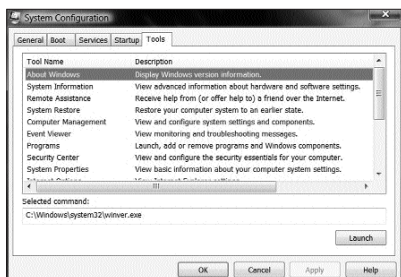 System Configuration
General Boot Services Startup Tools
Tool Name Description
About Windows Display Windows version information.
System Information View advanced information about hardware and software settings.
Remote Assistance Receive help from (or offer help to) a friend over the Internet.
System Restore Restore your computer system to an earlier state.
Computer Management View and configure system settings and components.
Event Viewer View monitoring and troubleshooting messages.
Programs Launch, add or remove programs and Windows components.
Security Center View and configure the security essentials for your computer.
System Properties View basic information about your computer system settings.
Selected command:
C:\Windows\system32\winver.exe
Launch
OK Cancel Apply Help